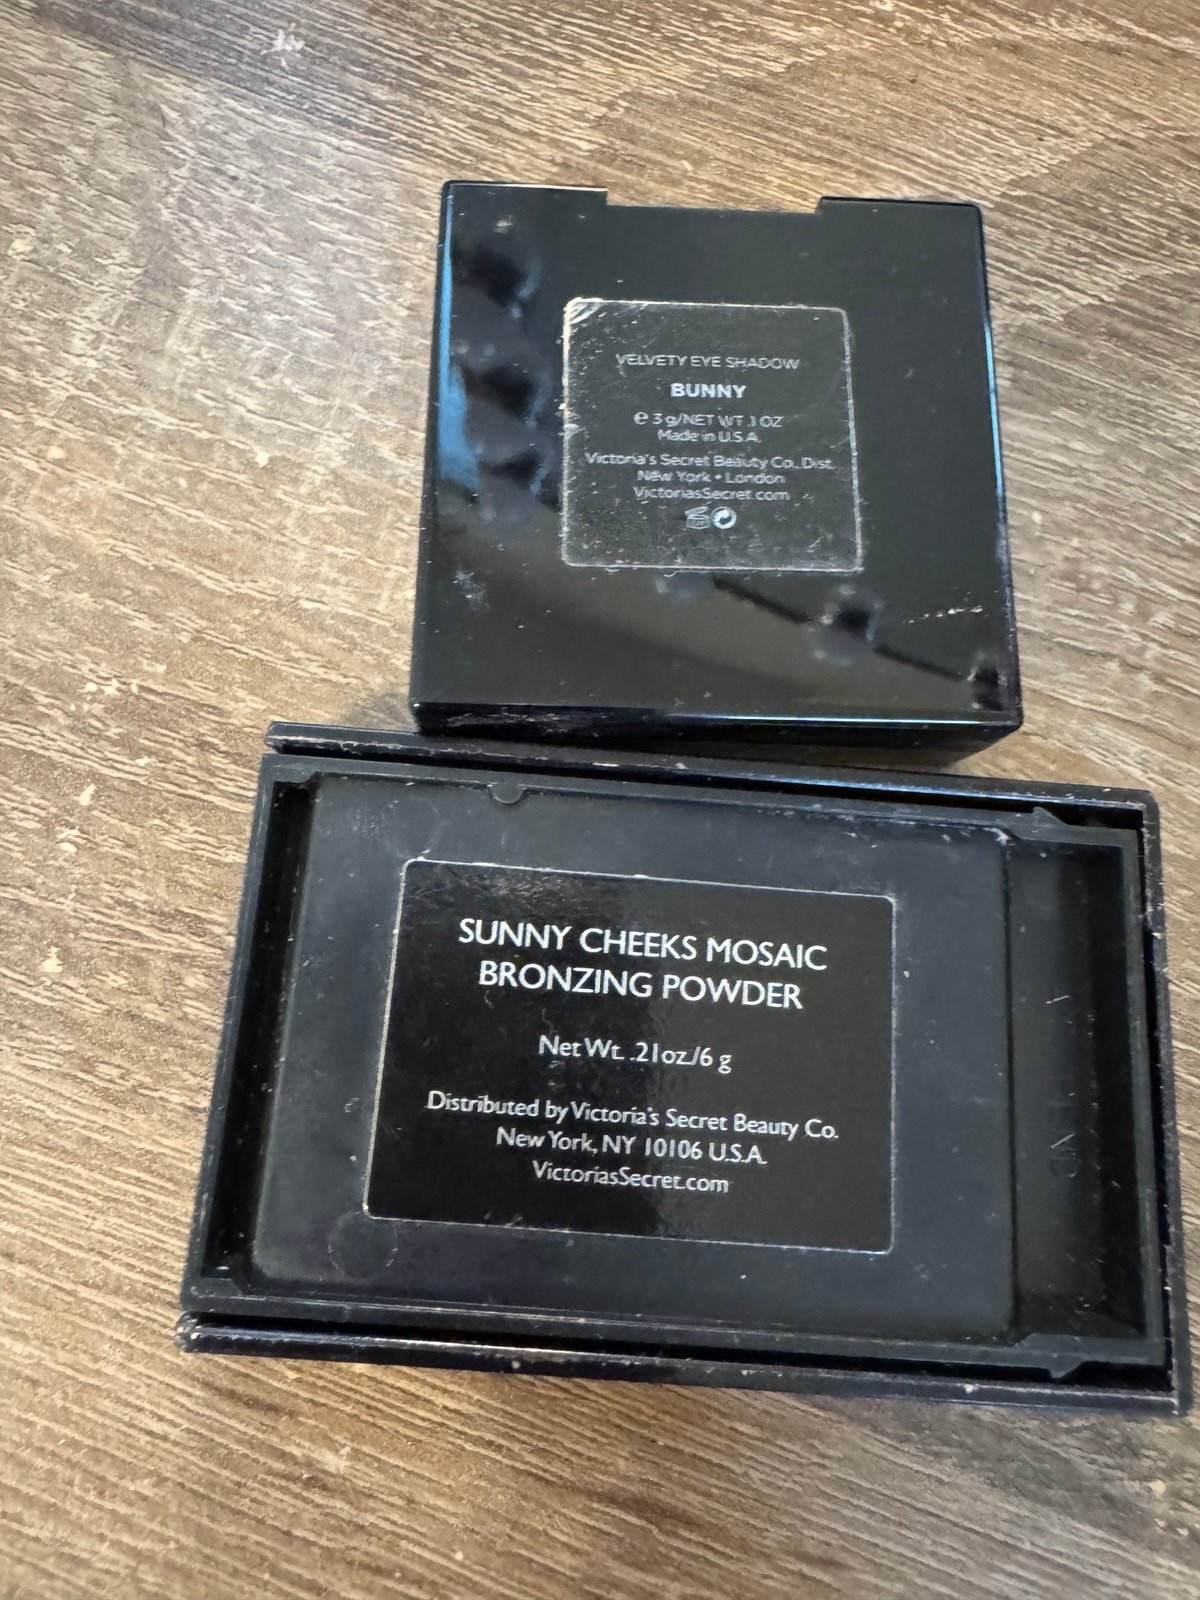 VELVETY EYE SHADOW
BUNNY
℮ 3 g/NET WT .1 OZ
Made in U.S.A.
Victoria's Secret Beauty Co., Dist.
New York • London
VictoriasSecret.com
SUNNY CHEEKS MOSAIC
BRONZING POWDER
Net Wt. .21oz./6 g
Distributed by Victoria's Secret Beauty Co.
New York, NY 10106 U.S.A.
VictoriasSecret.com